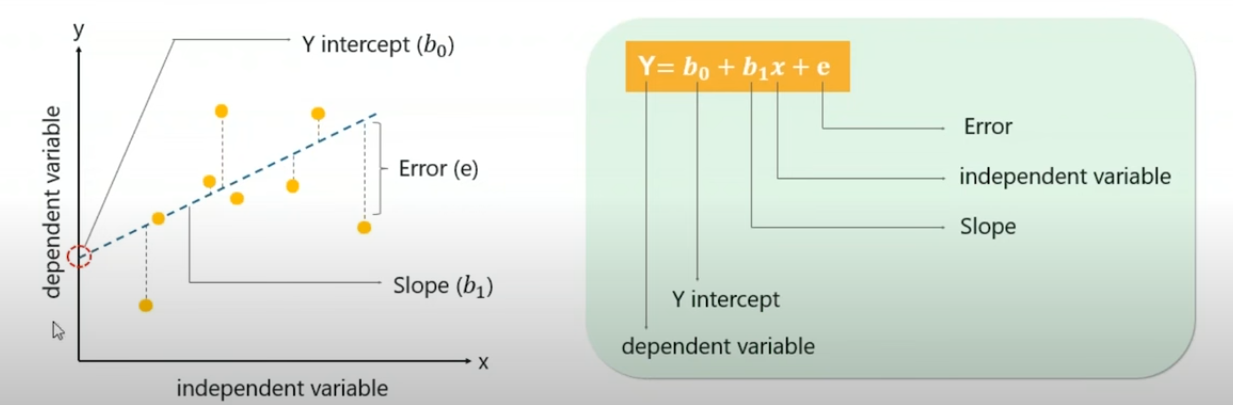 y
Y intercept (b₀)
dependent variable
Error (e)
Slope (b₁)
x
independent variable
Y= b₀ + b₁x + e
Error
independent variable
Slope
Y intercept
dependent variable